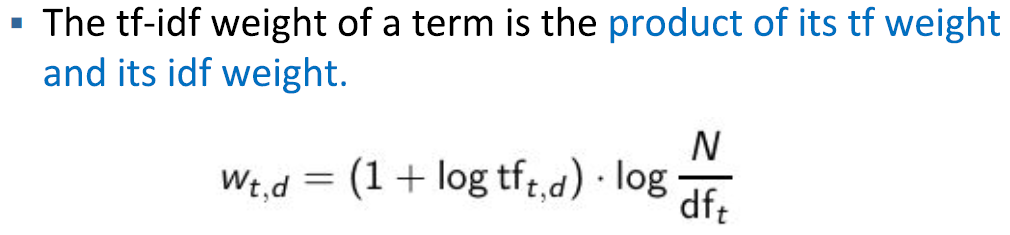 ▪ The tf-idf weight of a term is the product of its tf weight
and its idf weight.
w_{t,d} = (1 + log tf_{t,d}) · log \frac{N}{df_t}